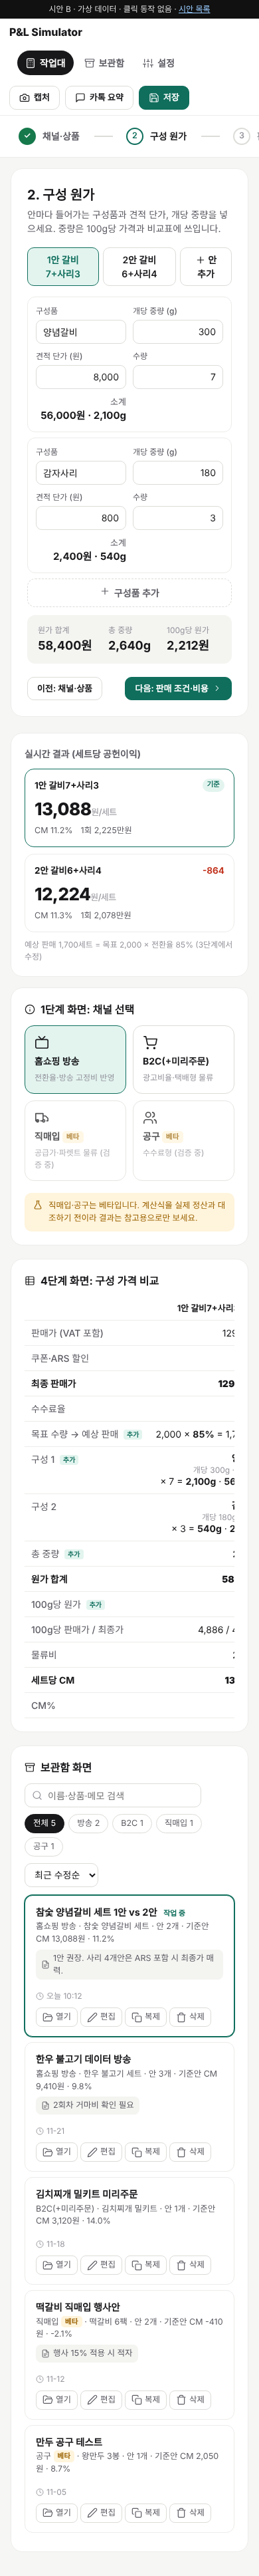 시안 B · 가상 데이터 · 클릭 동작 없음 · 시안 목록
P&L Simulator
작업대 보관함 설정
캡처 카톡 요약 저장
채널·상품 2 구성 원가 3
2. 구성 원가
안마다 들어가는 구성품과 견적 단가, 개당 중량을 넣
으세요. 중량은 100g당 가격과 비교표에 쓰입니다.
1안 갈비 2안 갈비 + 안
7+사리3 6+사리4 추가
구성품 개당 중량 (g)
양념갈비 300
견적 단가 (원) 수량
8,000 7
소계
56,000원 · 2,100g
구성품 개당 중량 (g)
감자사리 180
견적 단가 (원) 수량
800 3
소계
2,400원 · 540g
+ 구성품 추가
원가 합계 총 중량 100g당 원가
58,400원 2,640g 2,212원
이전: 채널·상품 다음: 판매 조건·비용 >
실시간 결과 (세트당 공헌이익)
1안 갈비7+사리3 기준
13,088원/세트
CM 11.2% 1회 2,225만원
2안 갈비6+사리4 -864
12,224원/세트
CM 11.3% 1회 2,078만원
예상 판매 1,700세트 = 목표 2,000 × 전환율 85% (3단계에서
수정)
1단계 화면: 채널 선택
홈쇼핑 방송 B2C(+미리주문)
전환율·방송 고정비 반영 광고비율·택배형 물류
직매입 베타 공구 베타
공급가·파렛트 물류 (검 수수료형 (검증 중)
증 중)
직매입·공구는 베타입니다. 계산식을 실제 정산과 대
조하기 전이라 결과는 참고용으로만 보세요.
4단계 화면: 구성 가격 비교
1안 갈비7+사리
판매가 (VAT 포함) 129
쿠폰·ARS 할인
최종 판매가 129
수수료율
목표 수량 → 예상 판매 추가 2,000 × 85% = 1,7
구성 1 추가
개당 300g ·
× 7 = 2,100g · 56
구성 2
개당 180g
× 3 = 540g · 2
총 중량 추가
원가 합계 58
100g당 원가 추가
100g당 판매가 / 최종가 4,886 / 4
물류비
세트당 CM 13
CM%
보관함 화면
이름·상품·메모 검색
전체 5 방송 2 B2C 1 직매입 1
공구 1
최근 수정순
참숯 양념갈비 세트 1안 vs 2안 작업 중
홈쇼핑 방송 · 참숯 양념갈비 세트 · 안 2개 · 기준안
CM 13,088원 · 11.2%
1안 권장. 사리 4개안은 ARS 포함 시 최종가 매
력.
오늘 10:12
열기 편집 복제 삭제
한우 불고기 데이터 방송
홈쇼핑 방송 · 한우 불고기 세트 · 안 3개 · 기준안 CM
9,410원 · 9.8%
2회차 거마비 확인 필요
11-21
열기 편집 복제 삭제
김치찌개 밀키트 미리주문
B2C(+미리주문) · 김치찌개 밀키트 · 안 1개 · 기준안
CM 3,120원 · 14.0%
11-18
열기 편집 복제 삭제
떡갈비 직매입 행사안
직매입 베타 · 떡갈비 6팩 · 안 2개 · 기준안 CM -410
원 · -2.1%
행사 15% 적용 시 적자
11-12
열기 편집 복제 삭제
만두 공구 테스트
공구 베타 · 왕만두 3봉 · 안 1개 · 기준안 CM 2,050
원 · 8.7%
11-05
열기 편집 복제 삭제